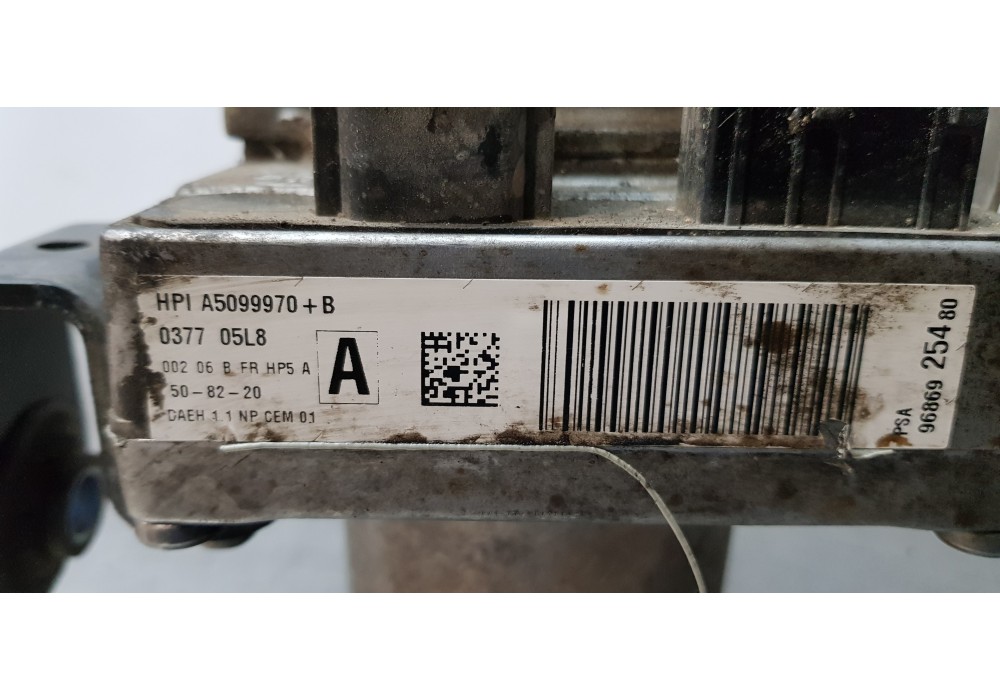 HPI A5099970+B
0377 05L8
002 06 B FR HP5 A
50-82-20
DAEH 1.1 NP CEM 01
A
PSA
96869 254 80